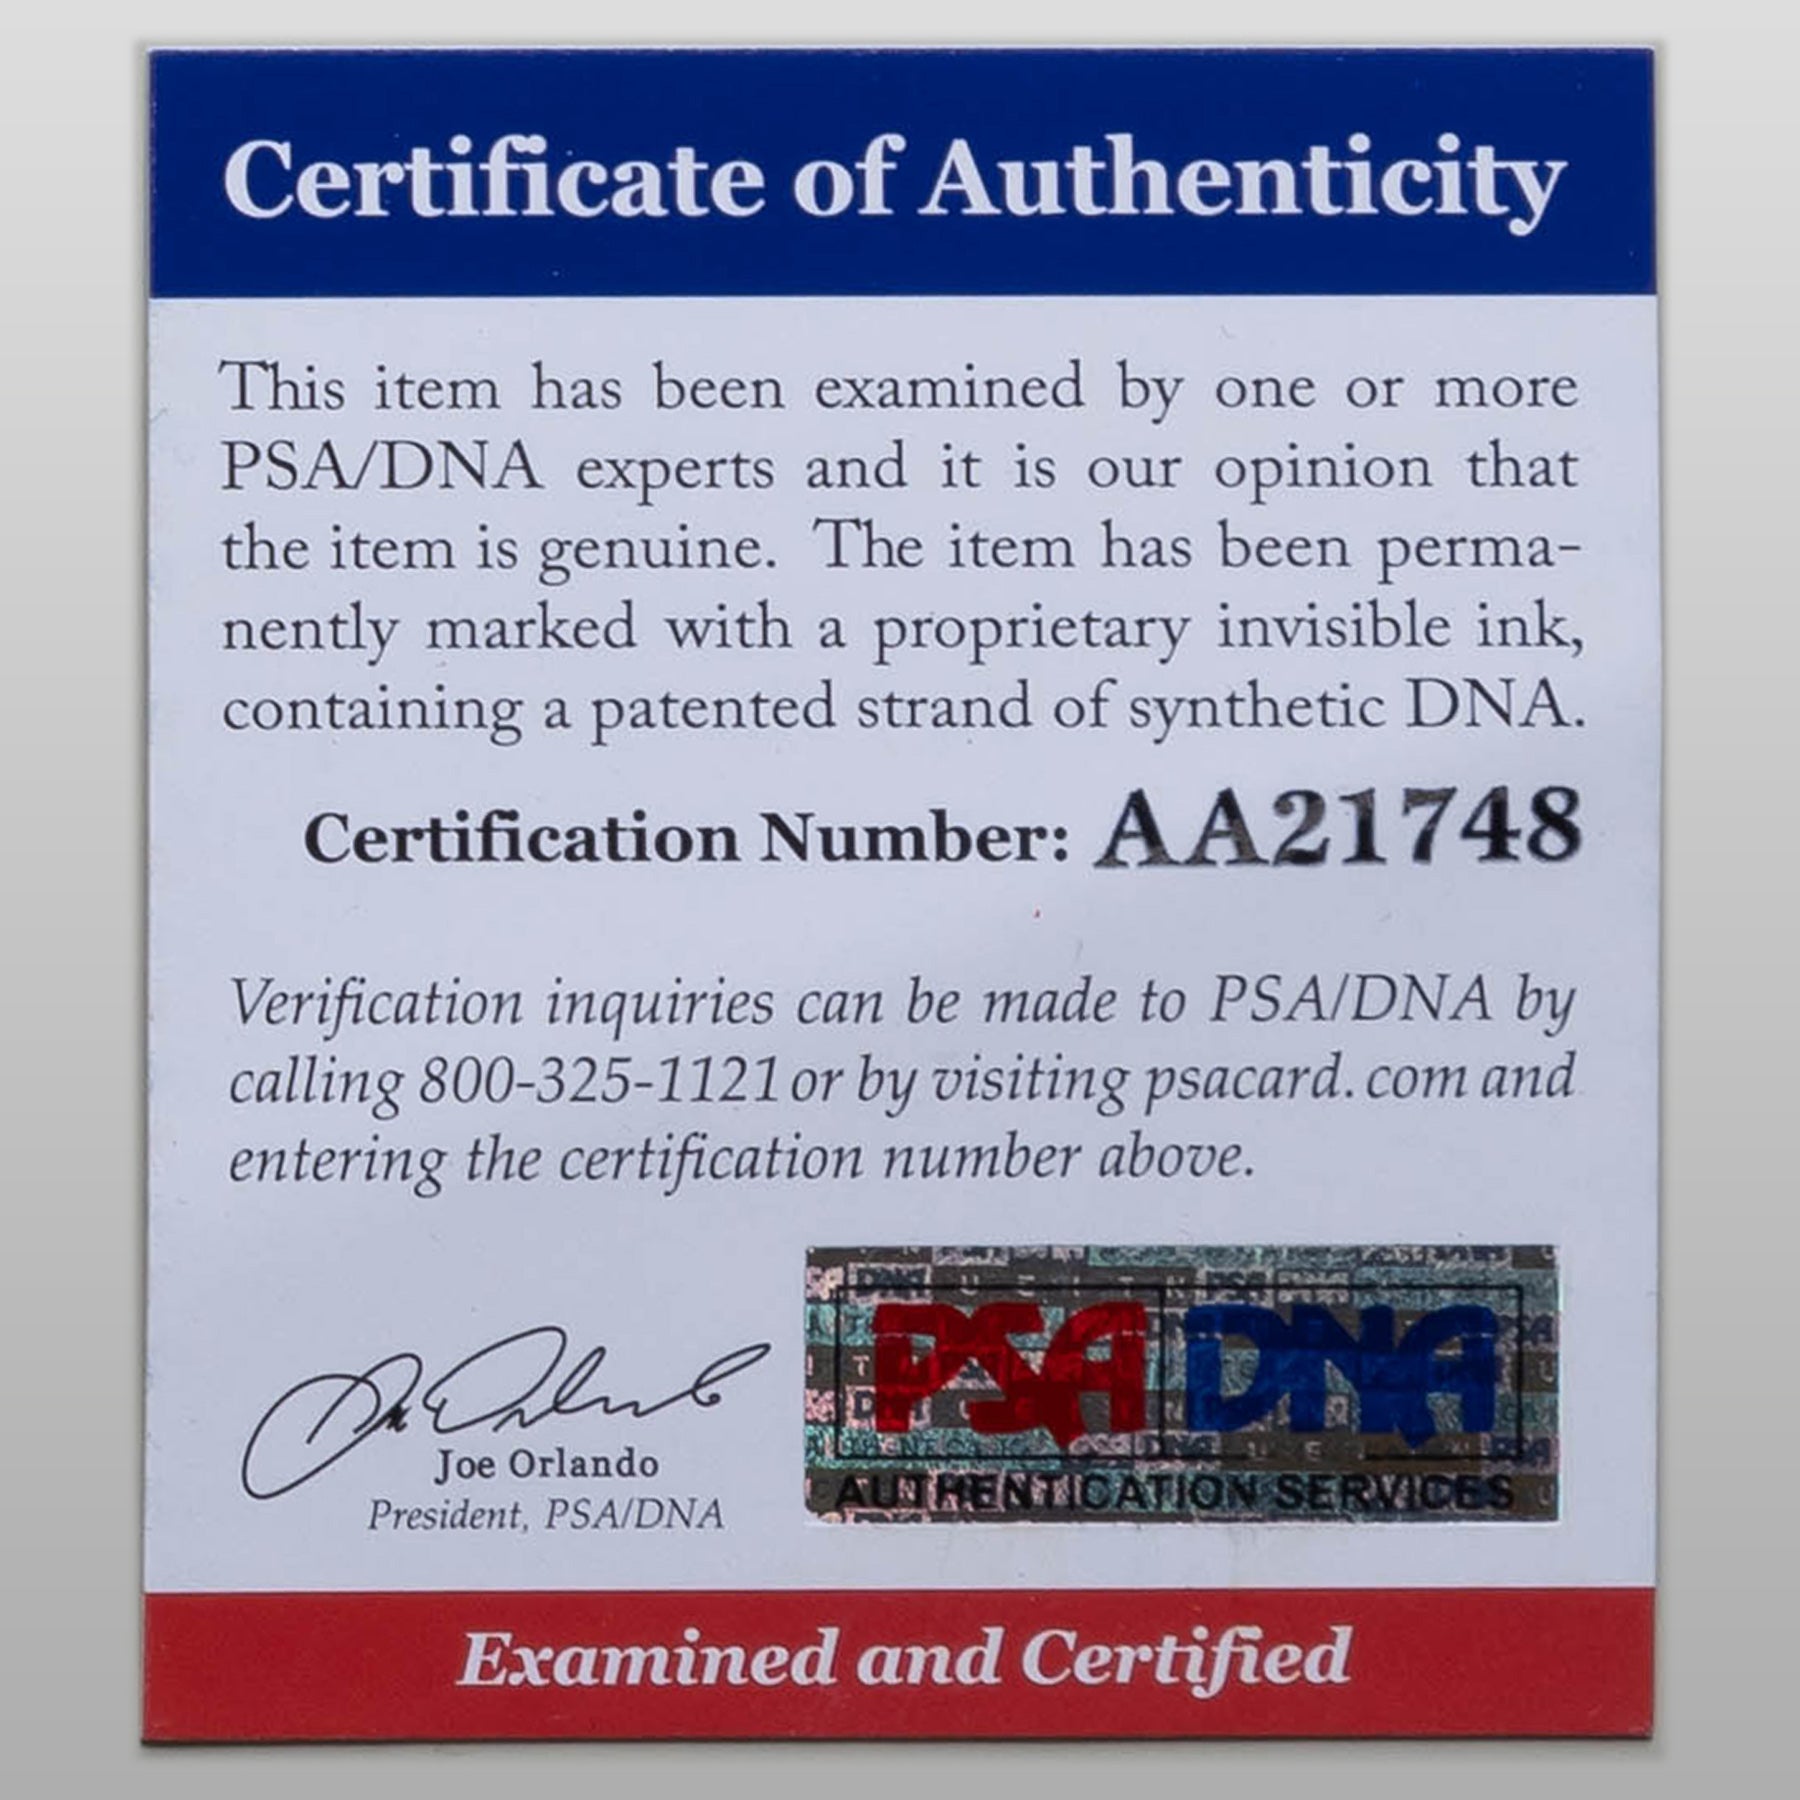 Certificate of Authenticity
This item has been examined by one or more
PSA/DNA experts and it is our opinion that
the item is genuine. The item has been perma-
nently marked with a proprietary invisible ink,
containing a patented strand of synthetic DNA.
Certification Number: AA21748
Verification inquiries can be made to PSA/DNA by
calling 800-325-1121 or by visiting psacard.com and
entering the certification number above.
Joe Orlando
President, PSA/DNA
PSA DNA
AUTHENTICATION SERVICES
Examined and Certified